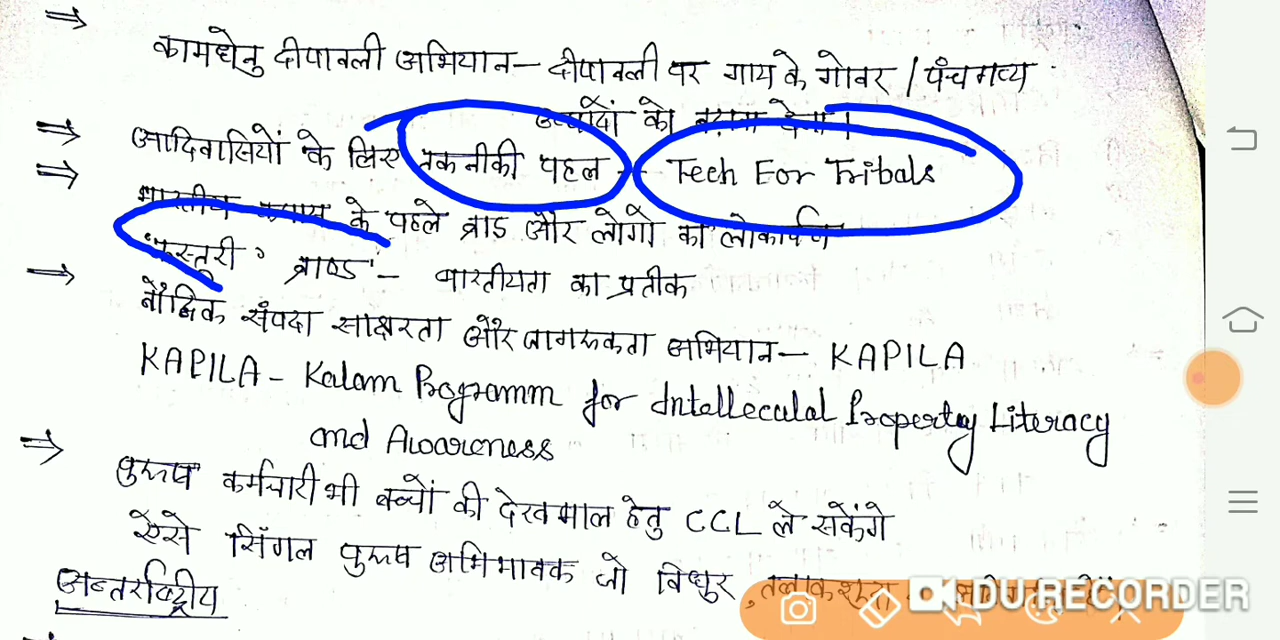 ⇒
कामधेनु दीपावली अभियान – दीपावली पर गाय के गोबर / पंचगव्य
उत्पादों को बढ़ावा देना।
⇒ आदिवासियों के लिए तकनीकी पहल – Tech For Tribals
⇒ भारतीय कपास के पहले ब्रांड और लोगो का लोकार्पण
"कस्तूरी" ब्राण्ड – भारतीयता का प्रतीक
⇒ बौद्धिक संपदा साक्षरता और जागरुकता अभियान – KAPILA
KAPILA – Kalam Programm for Intellecutal Property Literacy
and Awareness
⇒ पुरूष कर्मचारी भी बच्चों की देखभाल हेतु CCL ले सकेंगे
ऐसे सिंगल पुरूष अभिभावक जो विधुर, तलाकशुदा
DU RECORDER
अन्तर्राष्ट्रीय